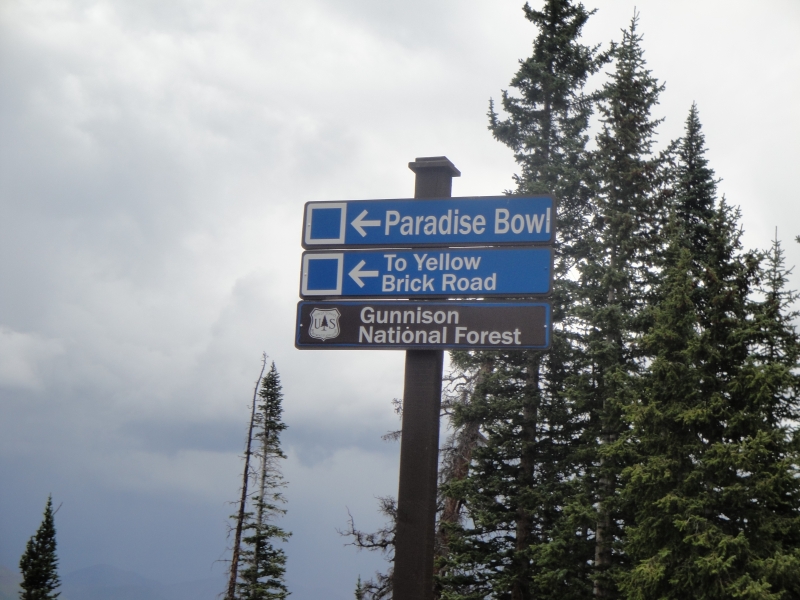 Paradise Bowl
To Yellow
Brick Road
U S
Gunnison
National Forest